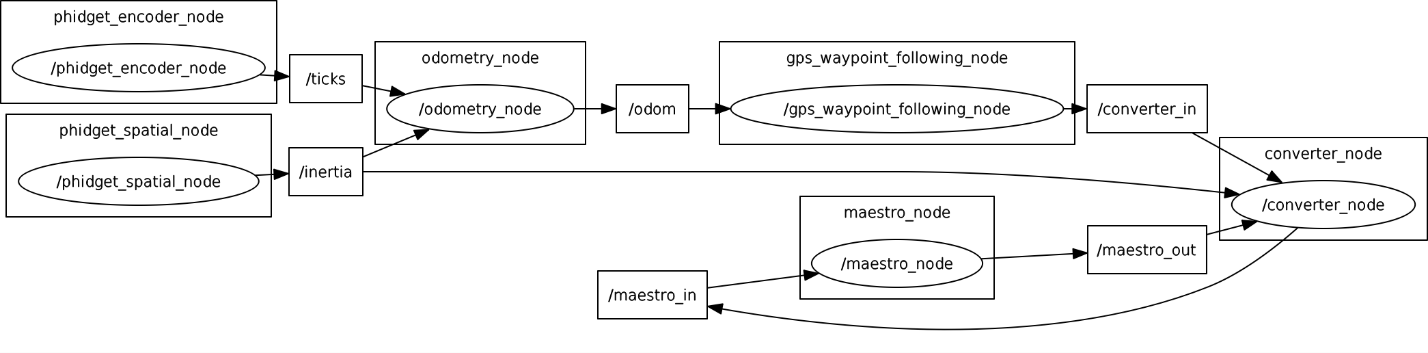 phidget_encoder_node
/phidget_encoder_node
/ticks
odometry_node
/odometry_node
/odom
gps_waypoint_following_node
/gps_waypoint_following_node
/converter_in
phidget_spatial_node
/phidget_spatial_node
/inertia
converter_node
/converter_node
maestro_node
/maestro_node
/maestro_out
/maestro_in